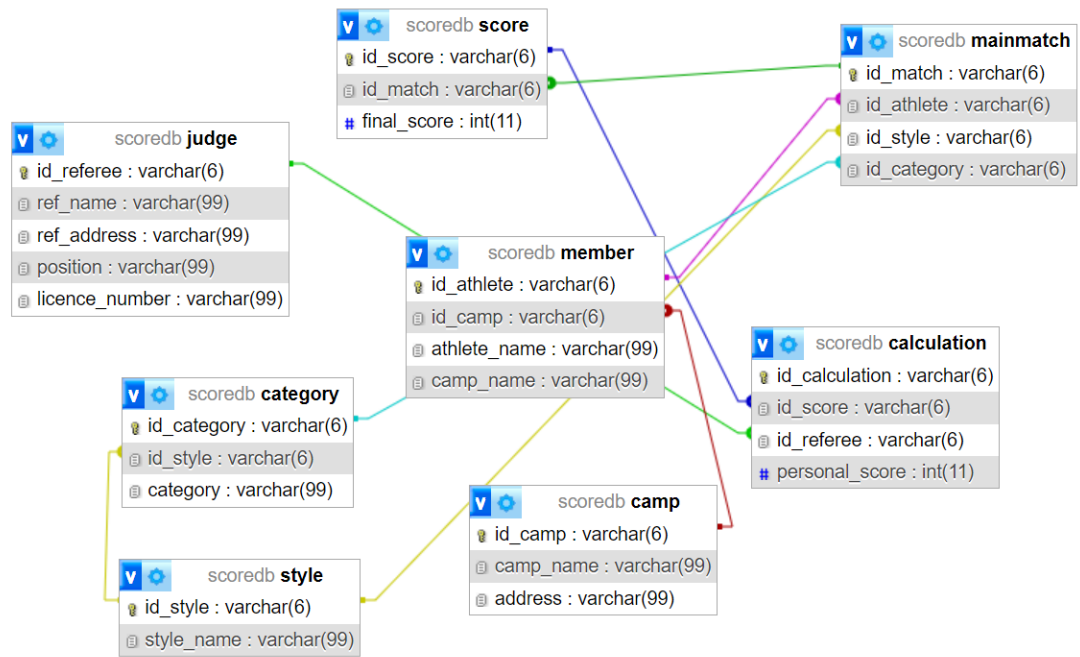 scoredb score
id_score : varchar(6)
id_match : varchar(6)
# final_score : int(11)
scoredb mainmatch
id_match : varchar(6)
id_athlete : varchar(6)
id_style : varchar(6)
id_category : varchar(6)
scoredb judge
id_referee : varchar(6)
ref_name : varchar(99)
ref_address : varchar(99)
position : varchar(99)
licence_number : varchar(99)
scoredb member
id_athlete : varchar(6)
id_camp : varchar(6)
athlete_name : varchar(99)
camp_name : varchar(99)
scoredb calculation
id_calculation : varchar(6)
id_score : varchar(6)
id_referee : varchar(6)
# personal_score : int(11)
scoredb category
id_category : varchar(6)
id_style : varchar(6)
category : varchar(99)
scoredb camp
id_camp : varchar(6)
camp_name : varchar(99)
address : varchar(99)
scoredb style
id_style : varchar(6)
style_name : varchar(99)